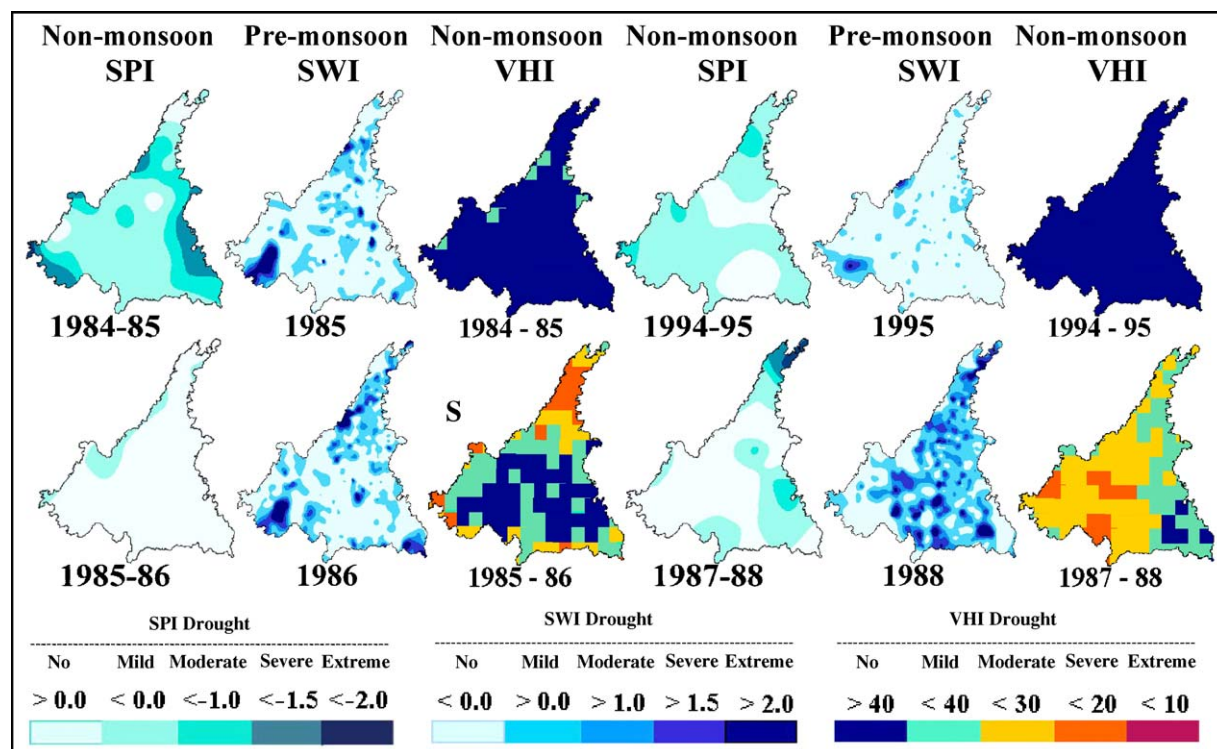 Non-monsoon Pre-monsoon Non-monsoon Non-monsoon Pre-monsoon Non-monsoon
SPI SWI VHI SPI SWI VHI
1984-85 1985 1984 - 85 1994-95 1995 1994 - 95
S
1985-86 1986 1985 - 86 1987-88 1988 1987 - 88
SPI Drought SWI Drought VHI Drought
No Mild Moderate Severe Extreme No Mild Moderate Severe Extreme No Mild Moderate Severe Extreme
> 0.0 < 0.0 <-1.0 <-1.5 <-2.0 < 0.0 > 0.0 > 1.0 > 1.5 > 2.0 > 40 < 40 < 30 < 20 < 10